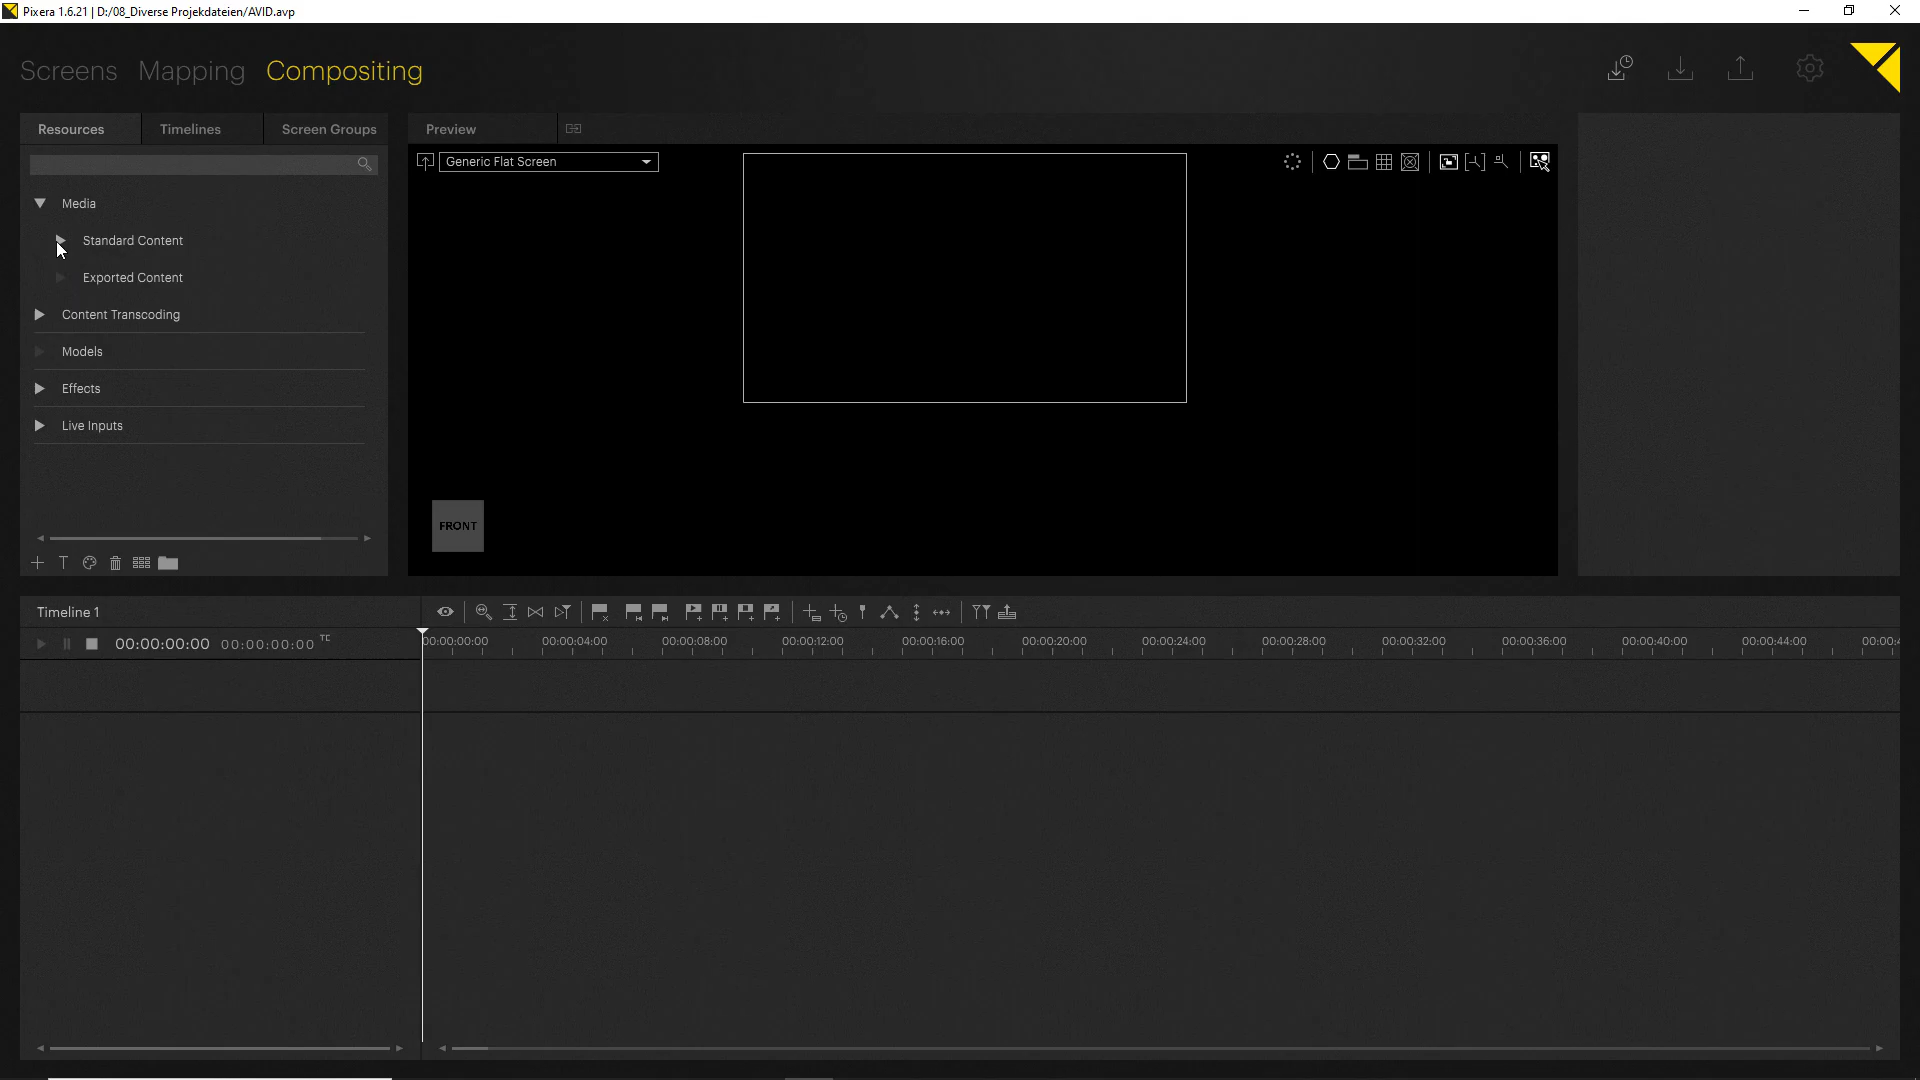 Pixera 1.6.21 | D:/08_Diverse Projekdateien/AVID.avp
Screens Mapping Compositing
Resources Timelines Screen Groups Preview
Generic Flat Screen
Media
Standard Content
Exported Content
Content Transcoding
Models
Effects
Live Inputs
FRONT
T
Timeline 1
00:00:00:00 00:00:00:00 TC
00:00:00:00 00:00:04:00 00:00:08:00 00:00:12:00 00:00:16:00 00:00:20:00 00:00:24:00 00:00:28:00 00:00:32:00 00:00:36:00 00:00:40:00 00:00:44:00 00:00:4